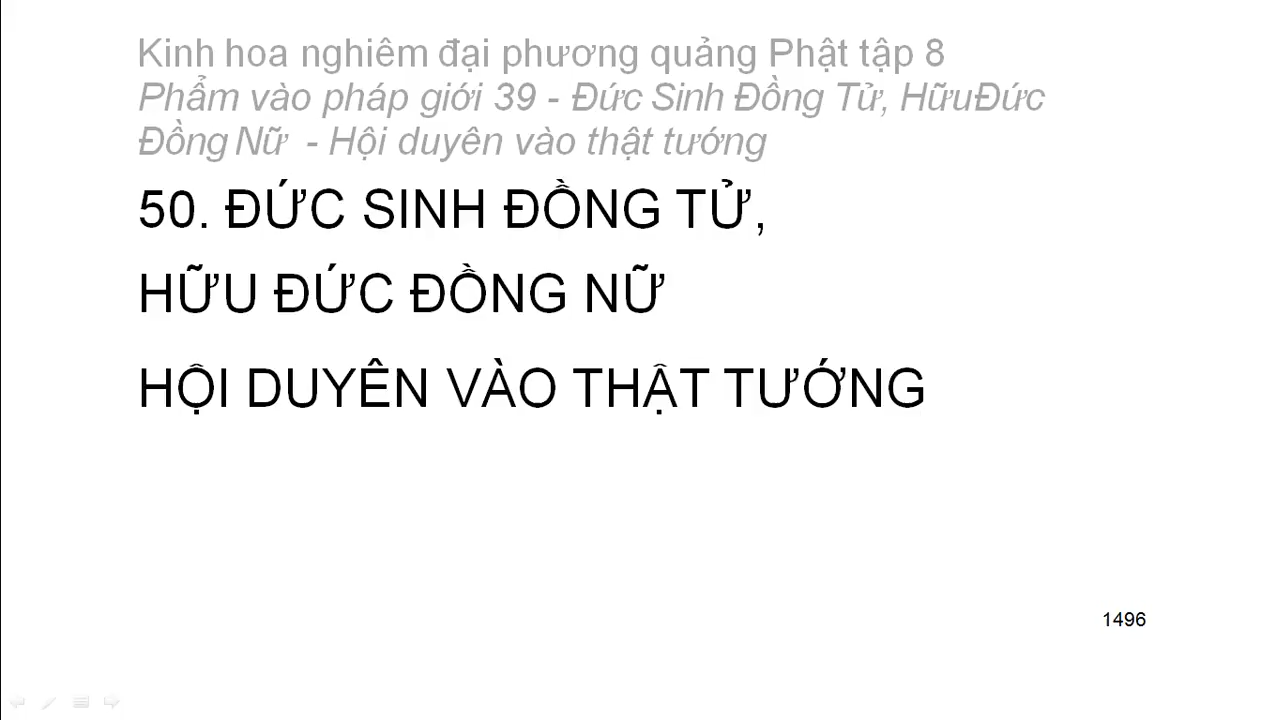 Kinh hoa nghiêm đại phương quảng Phật tập 8
Phẩm vào pháp giới 39 - Đức Sinh Đồng Tử, HữuĐức
Đồng Nữ - Hội duyên vào thật tướng
50. ĐỨC SINH ĐỒNG TỬ,
HỮU ĐỨC ĐỒNG NỮ
HỘI DUYÊN VÀO THẬT TƯỚNG
1496